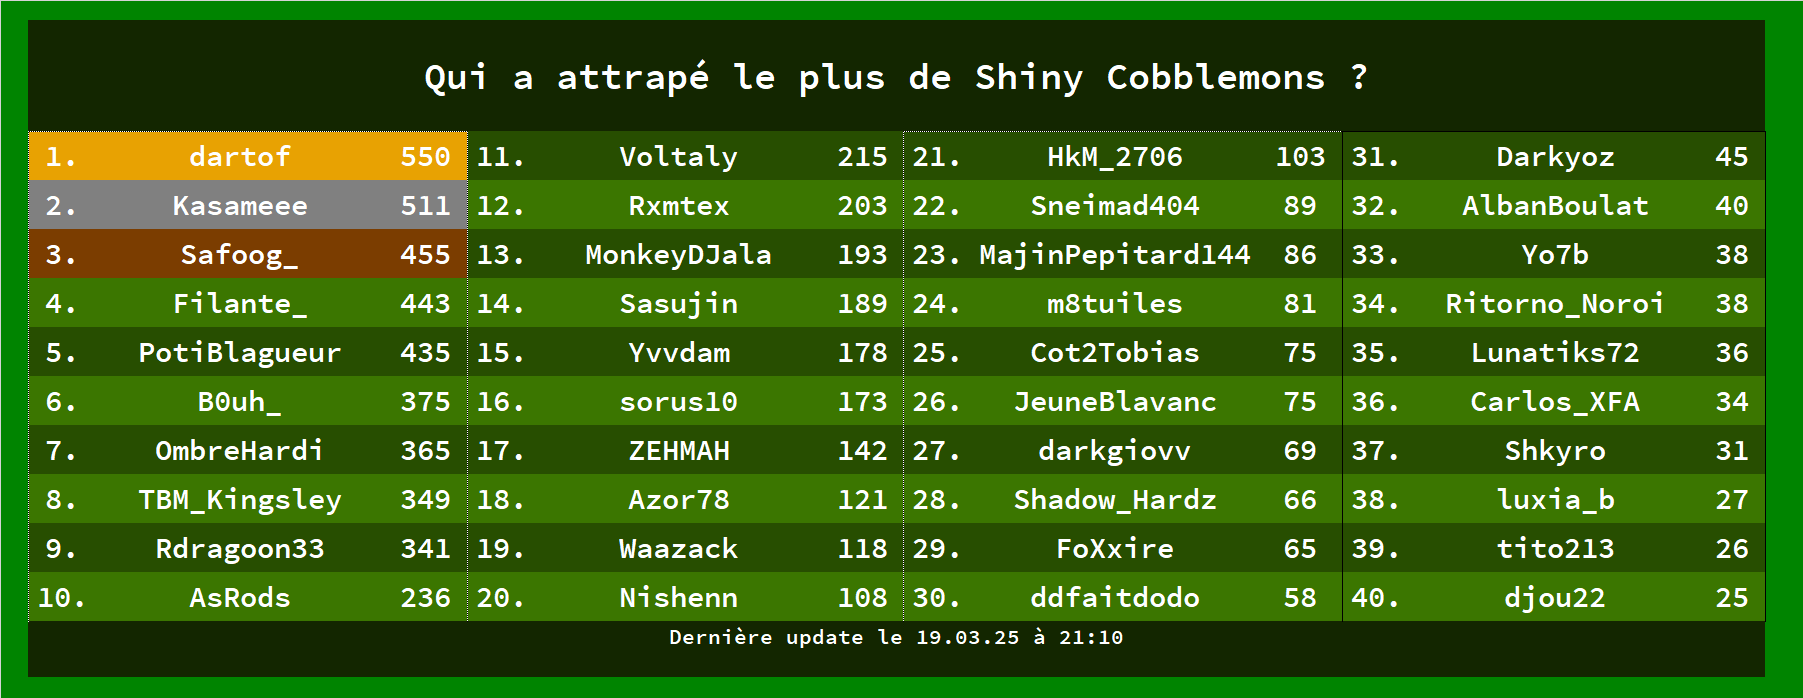 Qui a attrapé le plus de Shiny Cobblemons ?
1. dartof 550 11. Voltaly 215 21. HkM_2706 103 31. Darkyoz 45
2. Kasameee 511 12. Rxmtex 203 22. Sneimad404 89 32. AlbanBoulat 40
3. Safoog_ 455 13. MonkeyDJala 193 23. MajinPepitard144 86 33. Yo7b 38
4. Filante_ 443 14. Sasujin 189 24. m8tuiles 81 34. Ritorno_Noroi 38
5. PotiBlagueur 435 15. Yvvdam 178 25. Cot2Tobias 75 35. Lunatiks72 36
6. B0uh_ 375 16. sorus10 173 26. JeuneBlavanc 75 36. Carlos_XFA 34
7. OmbreHardi 365 17. ZEHMAH 142 27. darkgiovv 69 37. Shkyro 31
8. TBM_Kingsley 349 18. Azor78 121 28. Shadow_Hardz 66 38. luxia_b 27
9. Rdragoon33 341 19. Waazack 118 29. FoXxire 65 39. tito213 26
10. AsRods 236 20. Nishenn 108 30. ddfaitdodo 58 40. djou22 25
Dernière update le 19.03.25 à 21:10